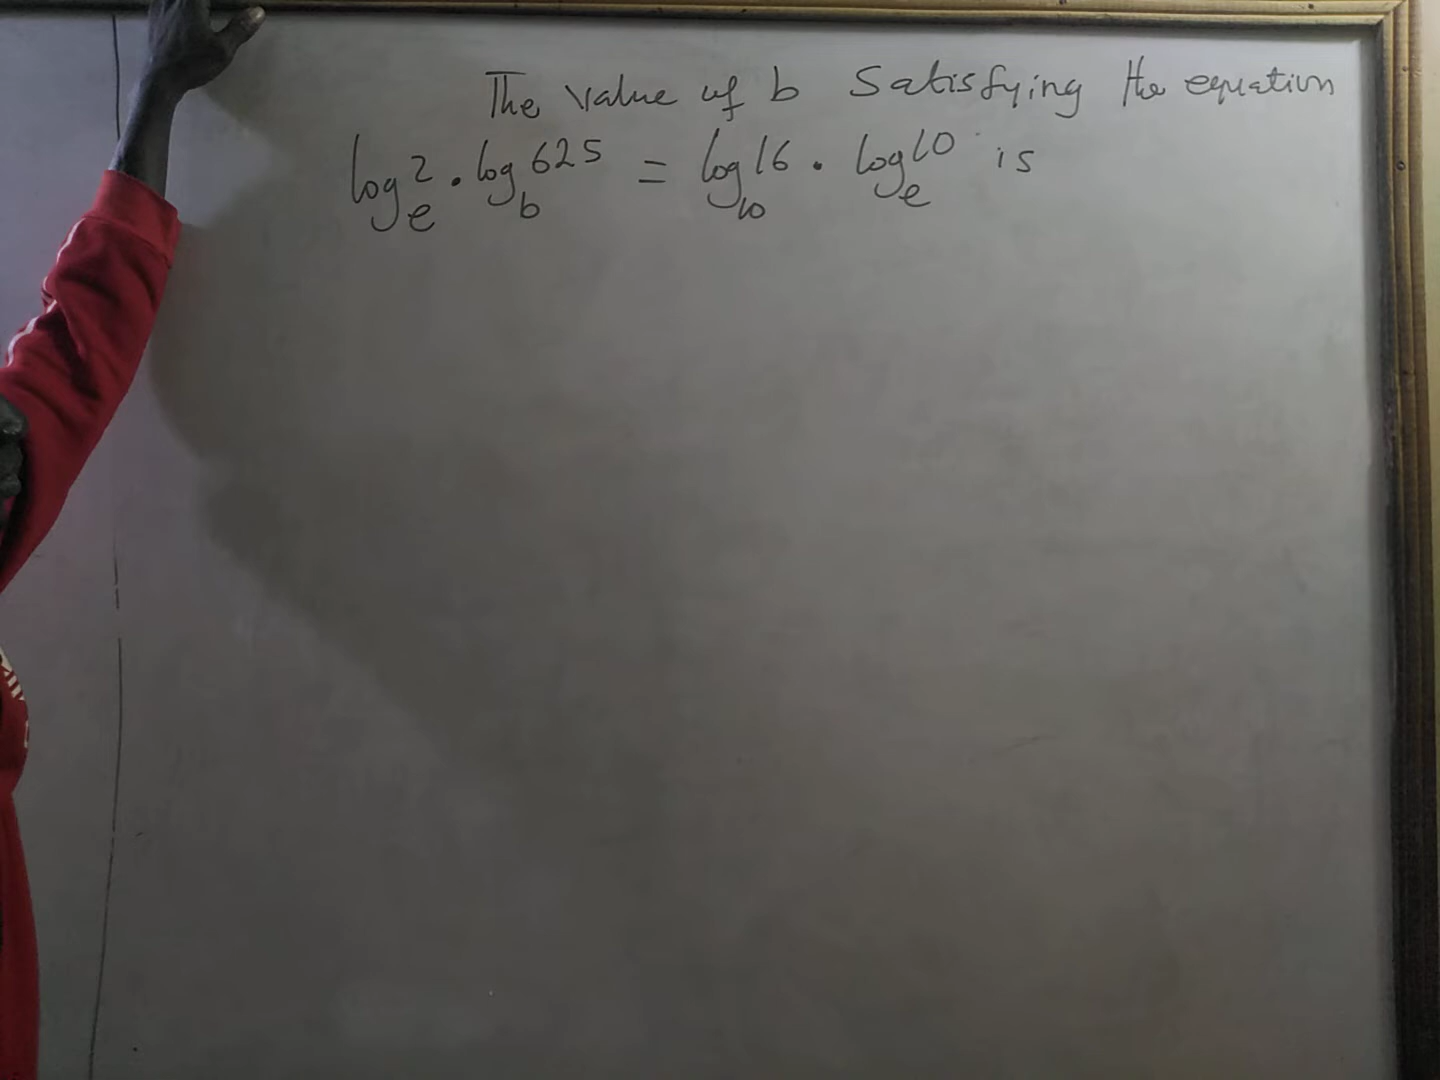 The value of b Satisfying the equation
log_e 2 . log_b 625 = log_10 16 . log_e 10 is